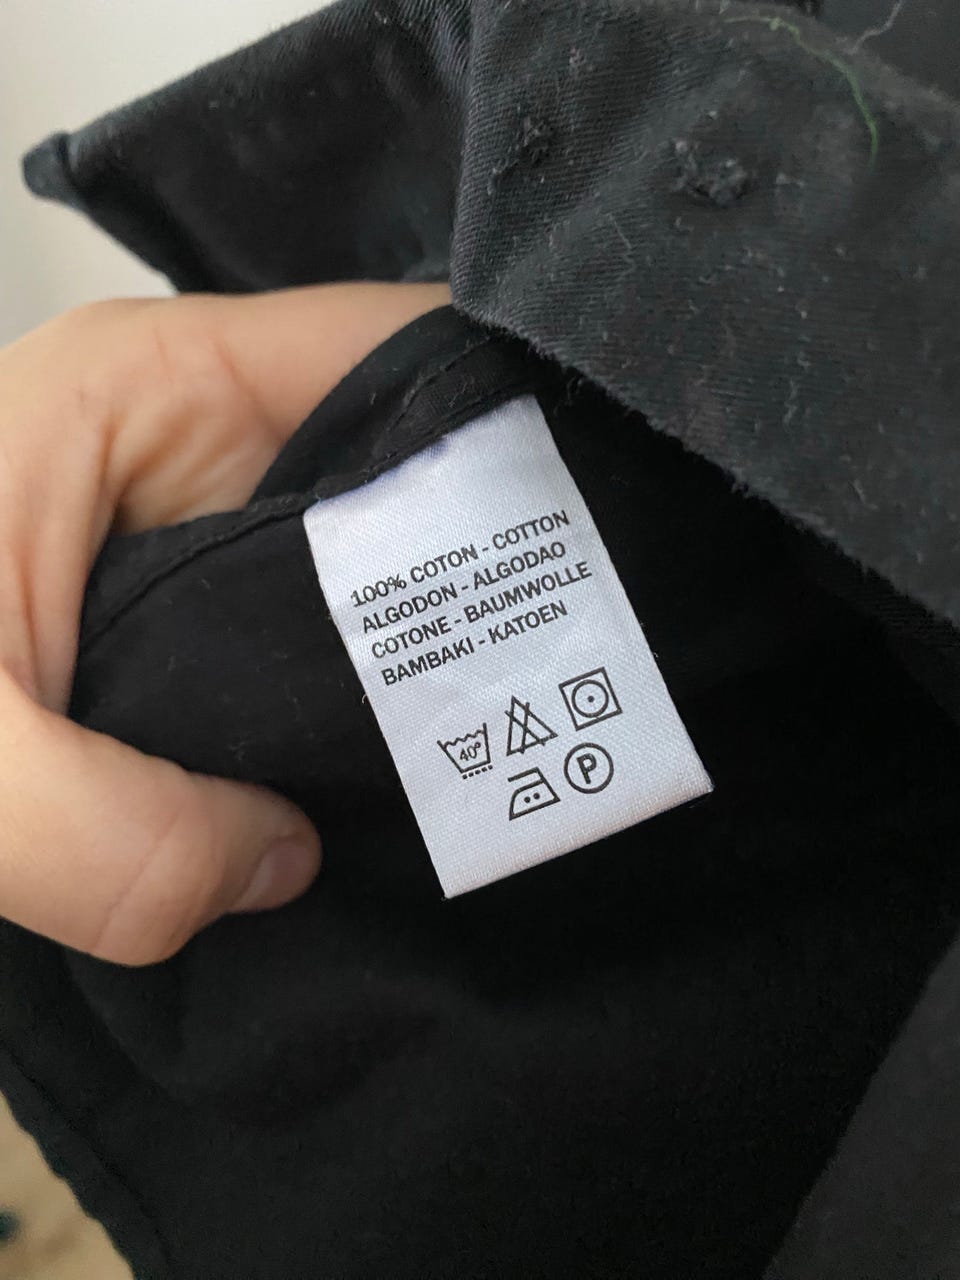 100% COTON - COTTON
ALGODON - ALGODAO
COTONE - BAUMWOLLE
BAMBAKI - KATOEN
40°
P